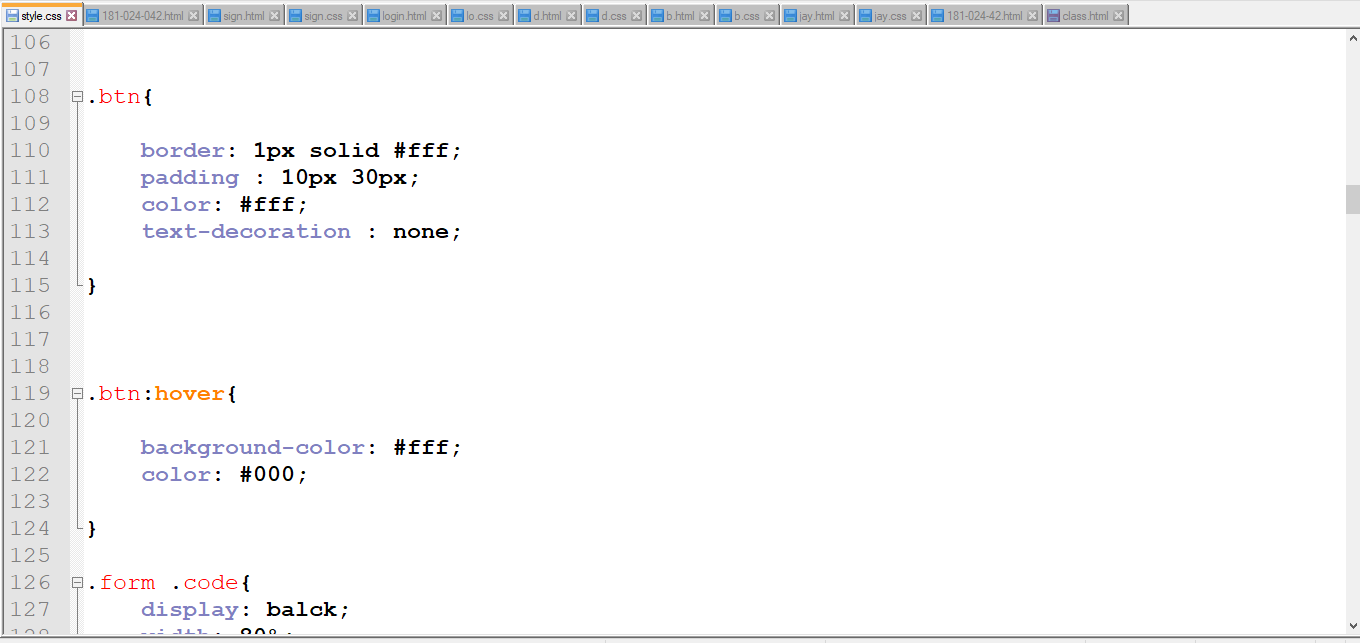 style.css 181-024-042.html sign.html sign.css login.html lo.css d.html d.css b.html b.css jay.html jay.css 181-024-42.html class.html
106
107
108 .btn{
109
110 border: 1px solid #fff;
111 padding : 10px 30px;
112 color: #fff;
113 text-decoration : none;
114
115 }
116
117
118
119 .btn:hover{
120
121 background-color: #fff;
122 color: #000;
123
124 }
125
126 .form .code{
127 display: balck;
128 width: 80%;